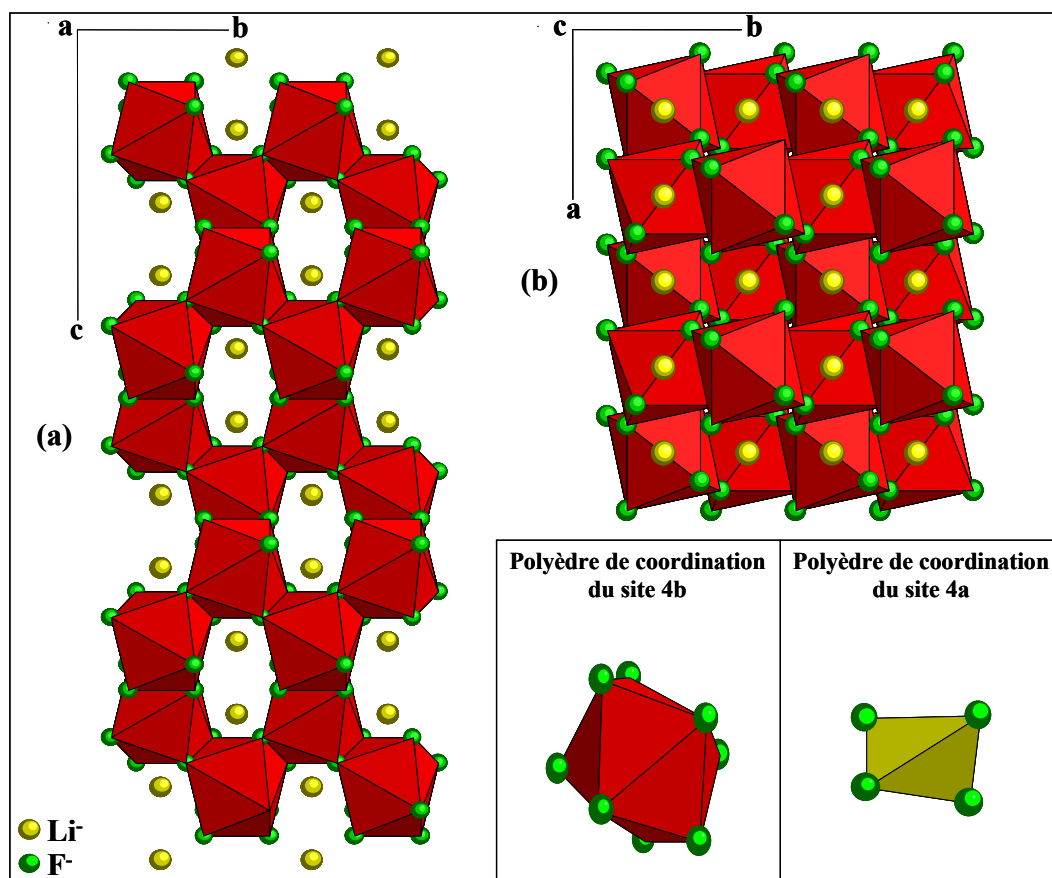 a
b
c
(a)
c
b
a
(b)
Polyèdre de coordination
du site 4b
Polyèdre de coordination
du site 4a
Li-
F-